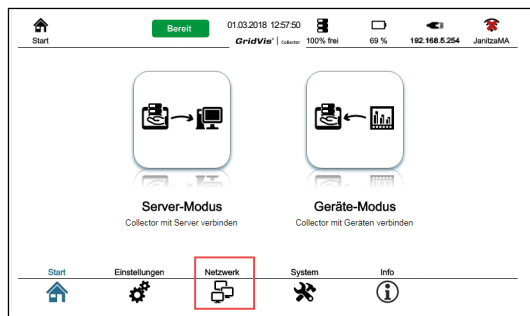 Start
Bereit
01.03.2018 12:57:50
GridVis® | Collector
100% frei
69 %
192.168.5.254
JanitzaMA
Server-Modus
Collector mit Server verbinden
Geräte-Modus
Collector mit Geräten verbinden
Start
Einstellungen
Netzwerk
System
Info